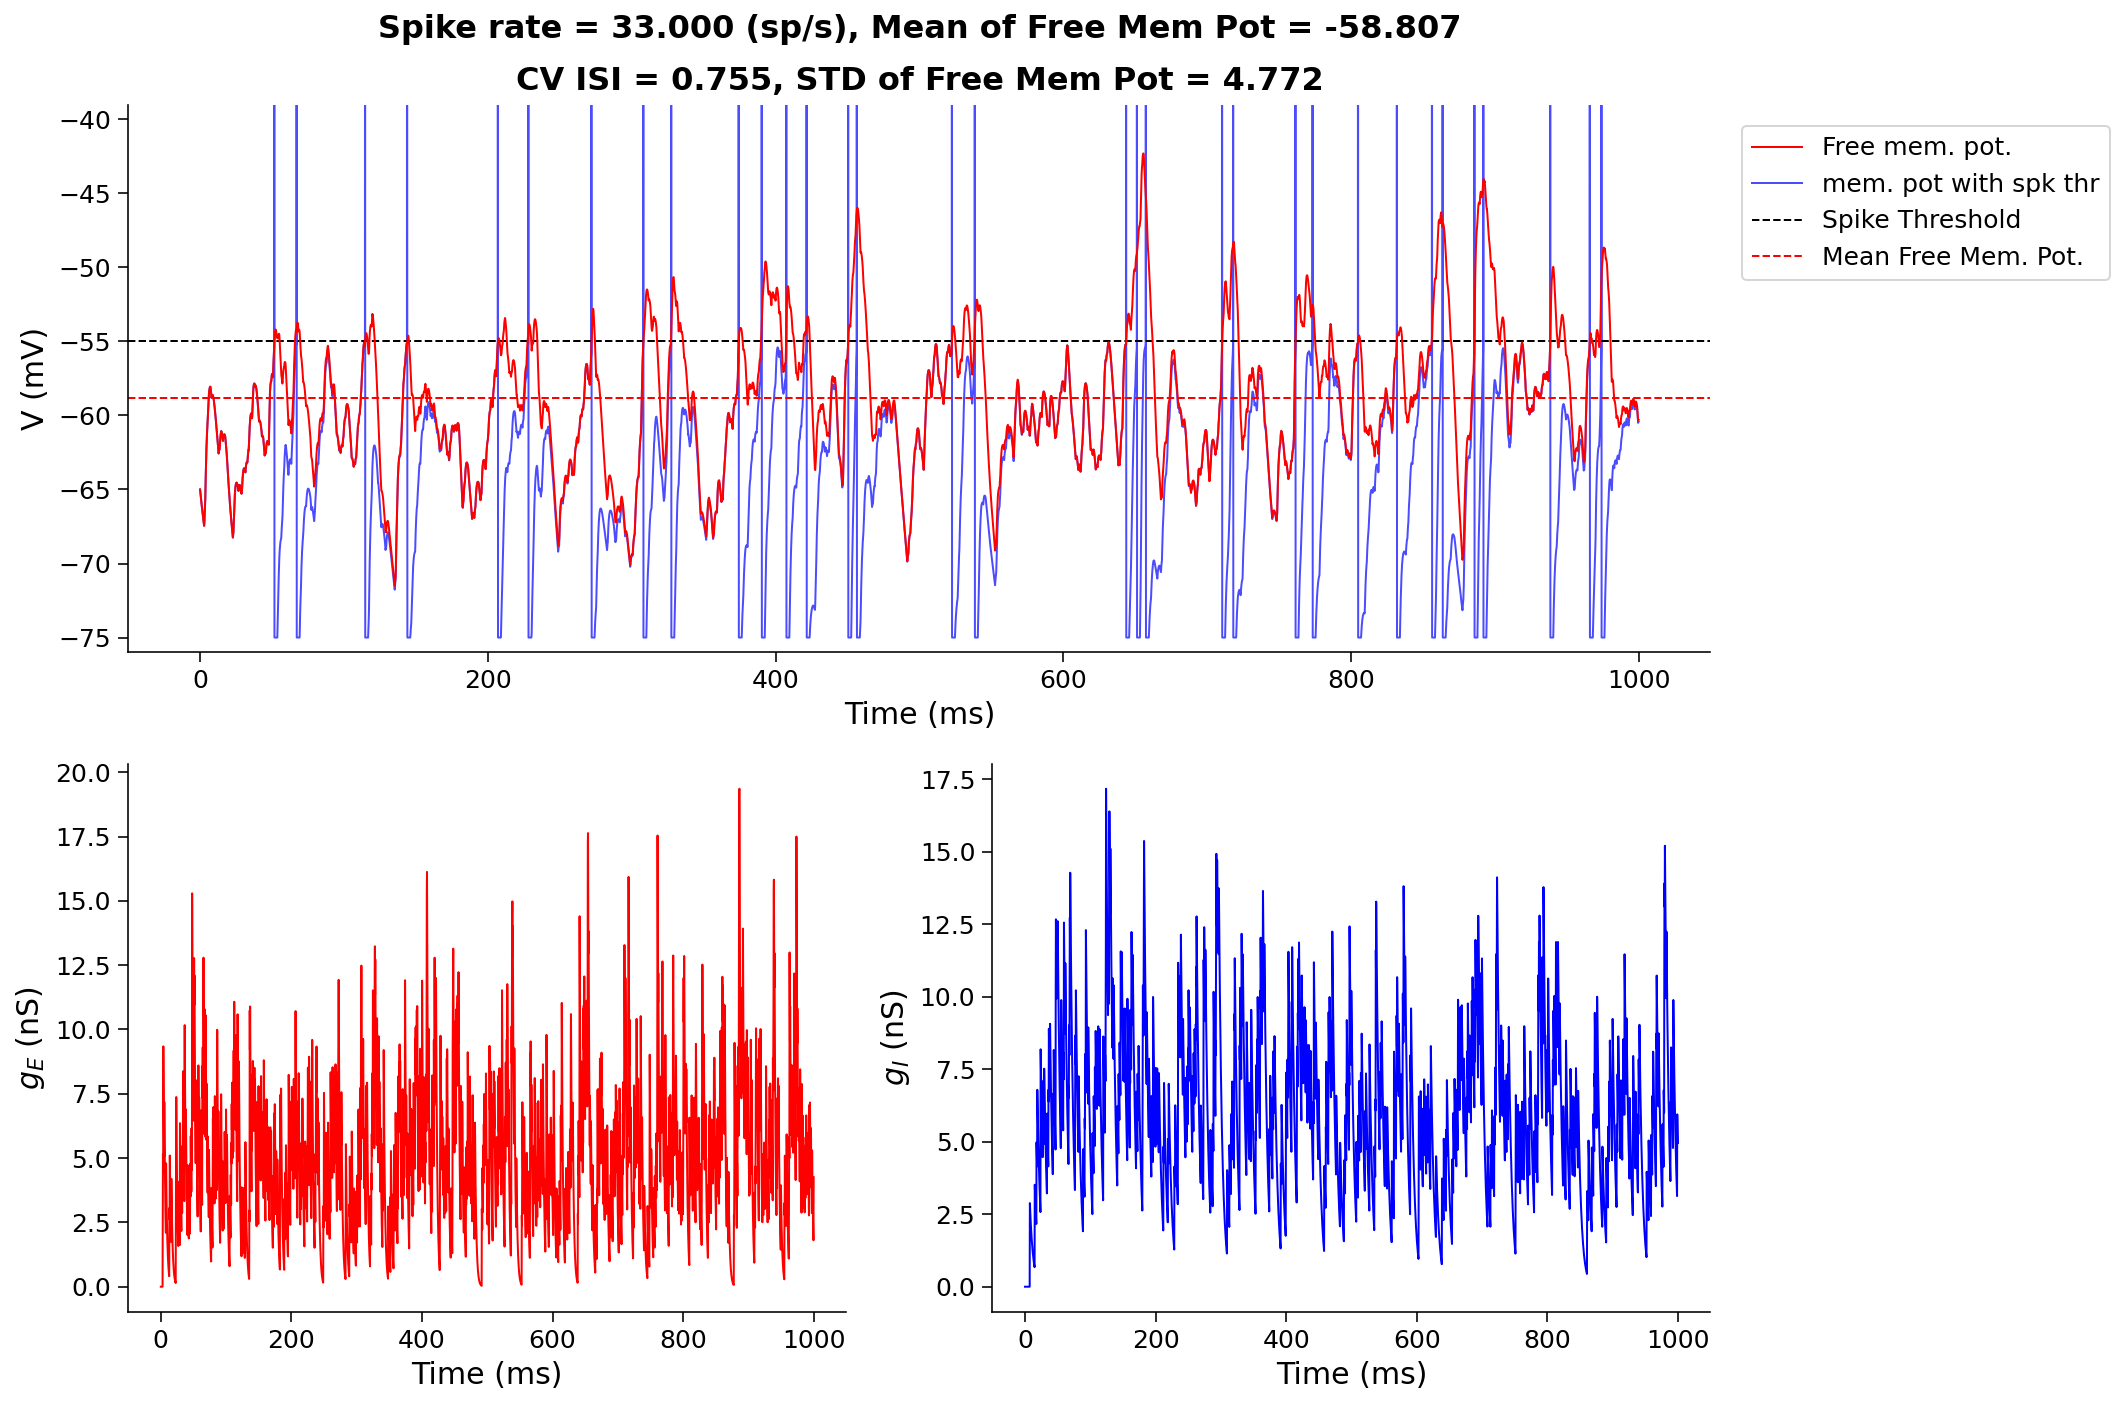 Spike rate = 33.000 (sp/s), Mean of Free Mem Pot = -58.807
CV ISI = 0.755, STD of Free Mem Pot = 4.772
−40
−45
−50
−55
−60
−65
−70
−75
V (mV)
0 200 400 600 800 1000
Time (ms)
Free mem. pot.
mem. pot with spk thr
Spike Threshold
Mean Free Mem. Pot.
20.0
17.5
15.0
12.5
10.0
7.5
5.0
2.5
0.0
gE (nS)
0 200 400 600 800 1000
Time (ms)
17.5
15.0
12.5
10.0
7.5
5.0
2.5
0.0
gI (nS)
0 200 400 600 800 1000
Time (ms)